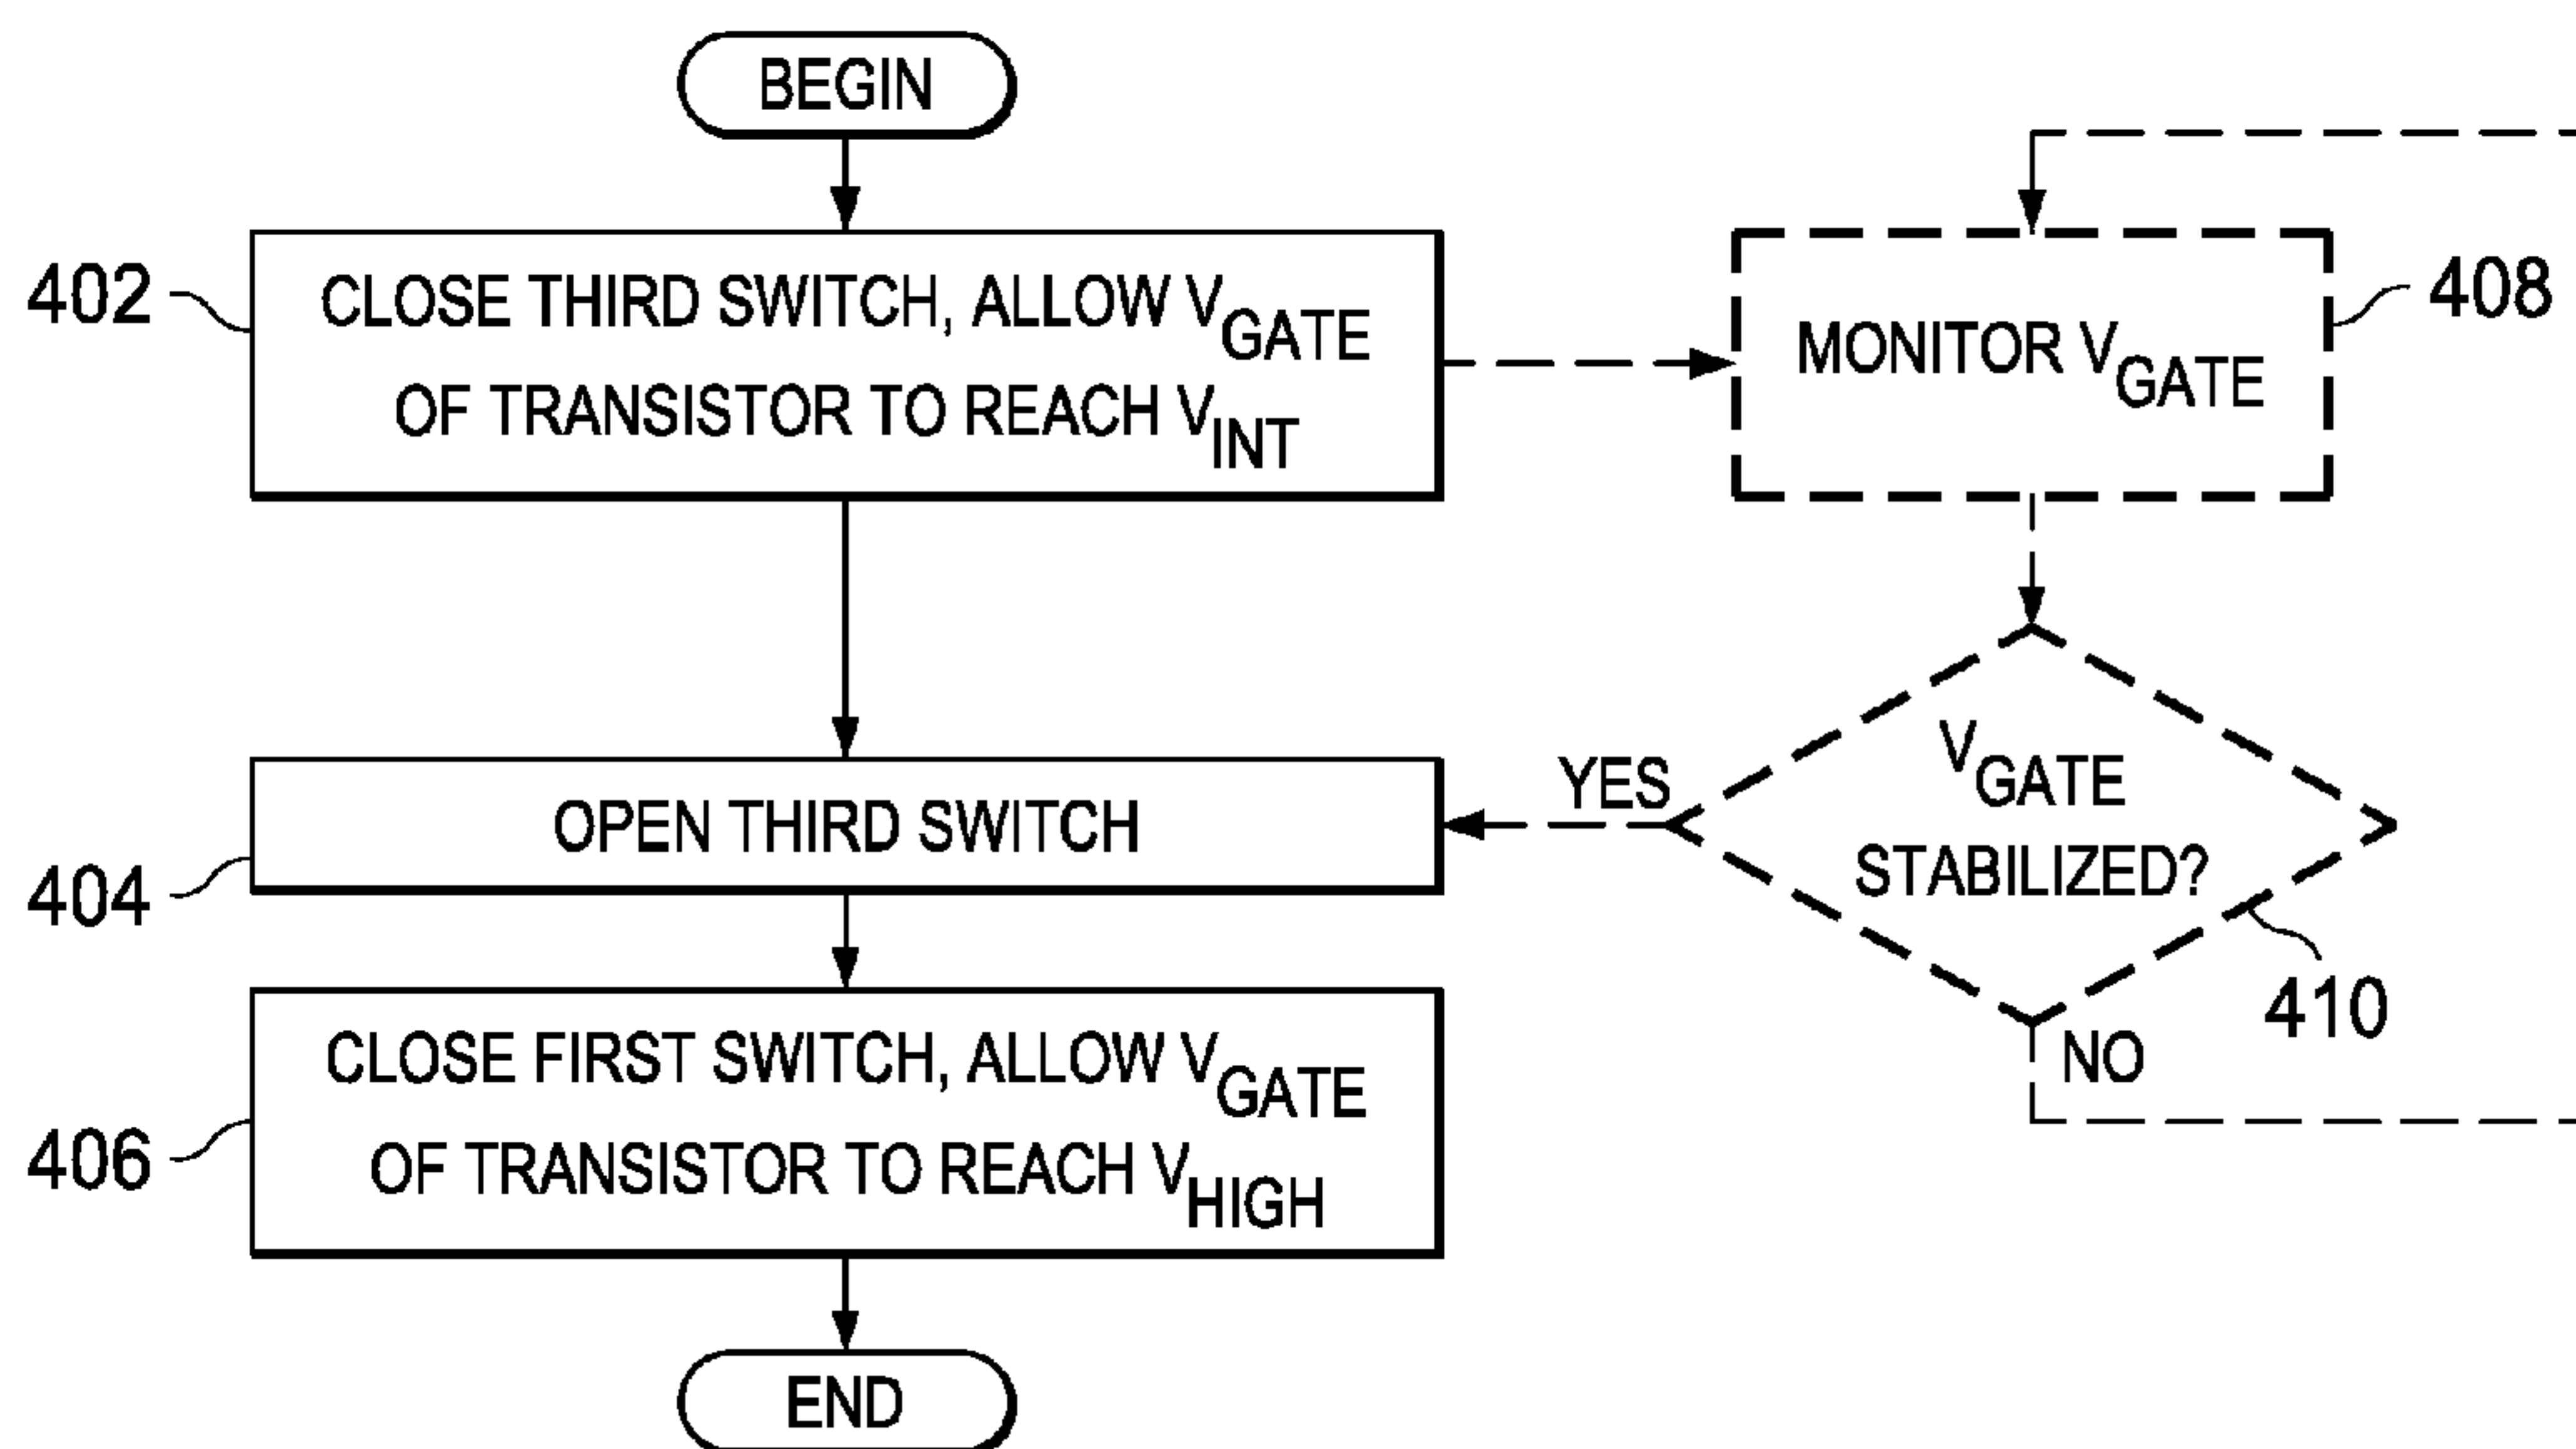 BEGIN
402
CLOSE THIRD SWITCH, ALLOW VGATE
OF TRANSISTOR TO REACH VINT
MONITOR VGATE
408
404
OPEN THIRD SWITCH
YES
VGATE
STABILIZED?
410
NO
406
CLOSE FIRST SWITCH, ALLOW VGATE
OF TRANSISTOR TO REACH VHIGH
END